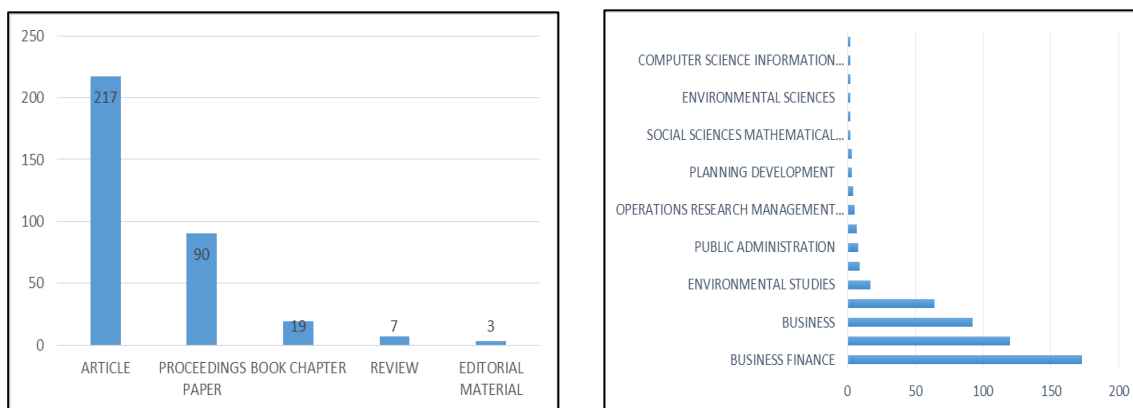 250
200
150
100
50
0
217
90
19
7
3
ARTICLE
PROCEEDINGS PAPER
BOOK CHAPTER
REVIEW
EDITORIAL MATERIAL
COMPUTER SCIENCE INFORMATION...
ENVIRONMENTAL SCIENCES
SOCIAL SCIENCES MATHEMATICAL...
PLANNING DEVELOPMENT
OPERATIONS RESEARCH MANAGEMENT...
PUBLIC ADMINISTRATION
ENVIRONMENTAL STUDIES
BUSINESS
BUSINESS FINANCE
0 50 100 150 200